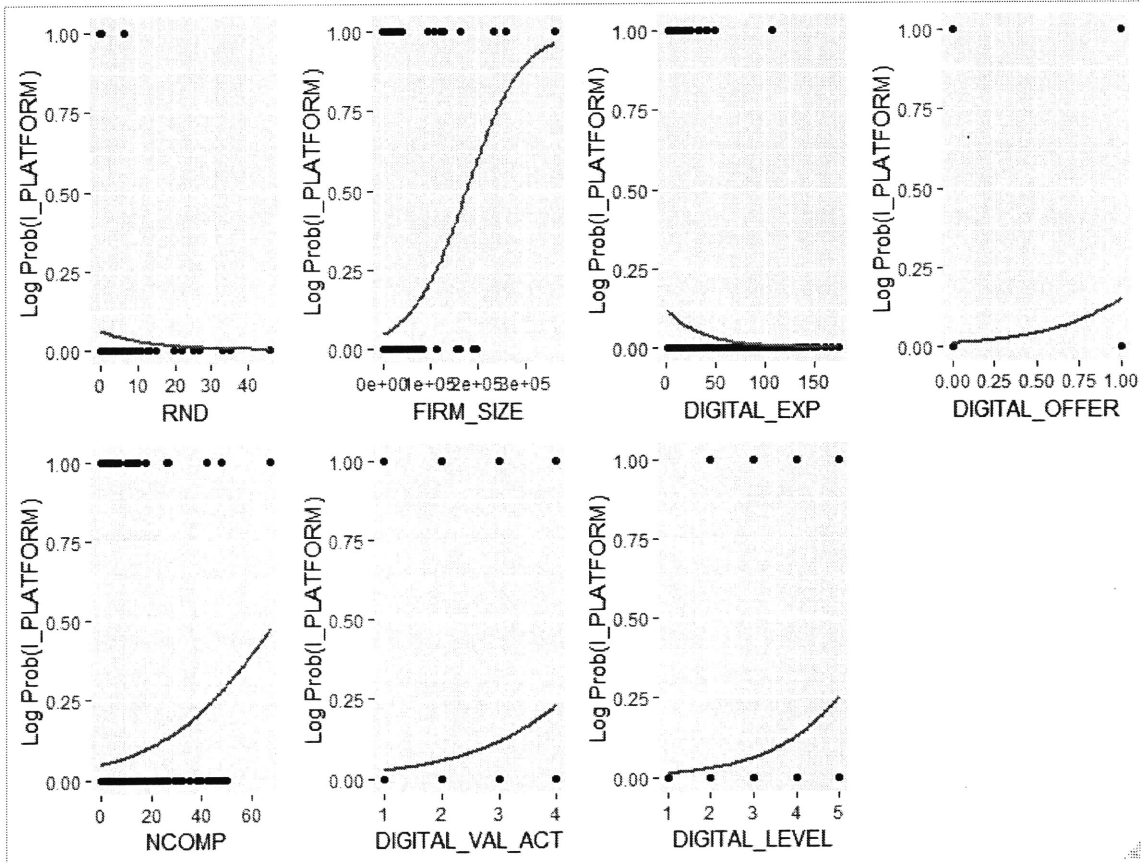 Log Prob(I_PLATFORM)
1.00
0.75
0.50
0.25
0.00
0 10 20 30 40
RND
Log Prob(I_PLATFORM)
1.00
0.75
0.50
0.25
0.00
0e+00 1e+05 2e+05 3e+05
FIRM_SIZE
Log Prob(I_PLATFORM)
1.00
0.75
0.50
0.25
0.00
0 50 100 150
DIGITAL_EXP
Log Prob(I_PLATFORM)
1.00
0.75
0.50
0.25
0.00
0.00 0.25 0.50 0.75 1.00
DIGITAL_OFFER
Log Prob(I_PLATFORM)
1.00
0.75
0.50
0.25
0.00
0 20 40 60
NCOMP
Log Prob(I_PLATFORM)
1.00
0.75
0.50
0.25
0.00
1 2 3 4
DIGITAL_VAL_ACT
Log Prob(I_PLATFORM)
1.00
0.75
0.50
0.25
0.00
1 2 3 4 5
DIGITAL_LEVEL